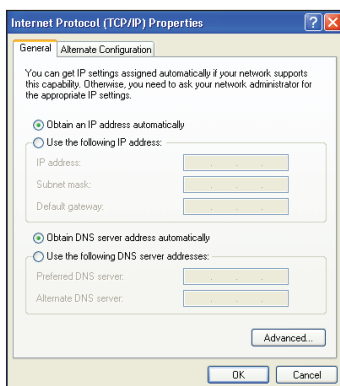 Internet Protocol (TCP/IP) Properties
General
Alternate Configuration
You can get IP settings assigned automatically if your network supports
this capability. Otherwise, you need to ask your network administrator for
the appropriate IP settings.
Obtain an IP address automatically
Use the following IP address:
IP address:
Subnet mask:
Default gateway:
Obtain DNS server address automatically
Use the following DNS server addresses:
Preferred DNS server:
Alternate DNS server:
Advanced...
OK
Cancel